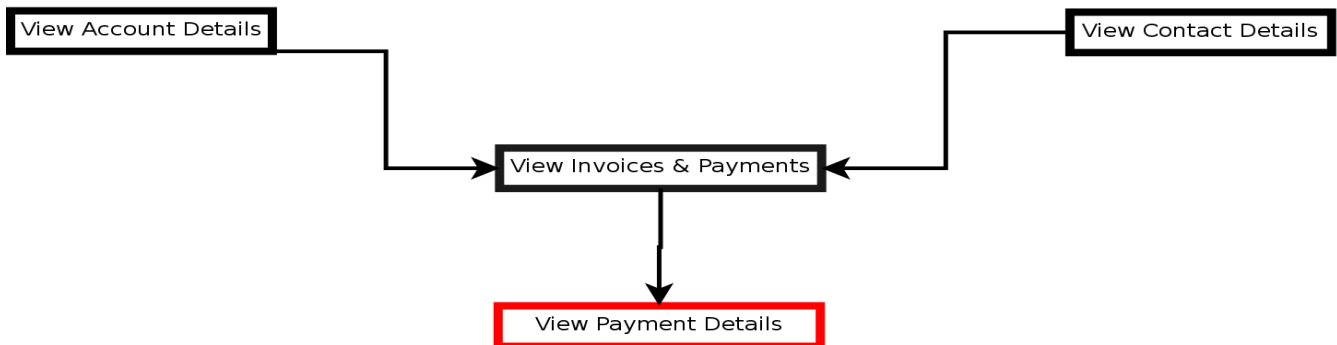 View Account Details
View Contact Details
View Invoices & Payments
View Payment Details